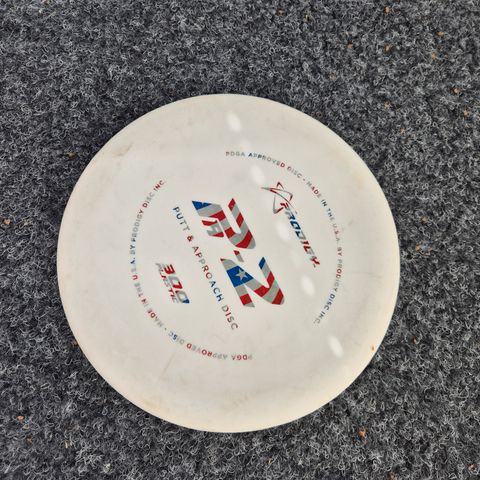 PRODIGY
PA-2
PUTT & APPROACH DISC
300
PLASTIC
PDGA APPROVED DISC - MADE IN THE U.S.A. BY PRODIGY DISC INC.
PDGA APPROVED DISC - MADE IN THE U.S.A. BY PRODIGY DISC INC.